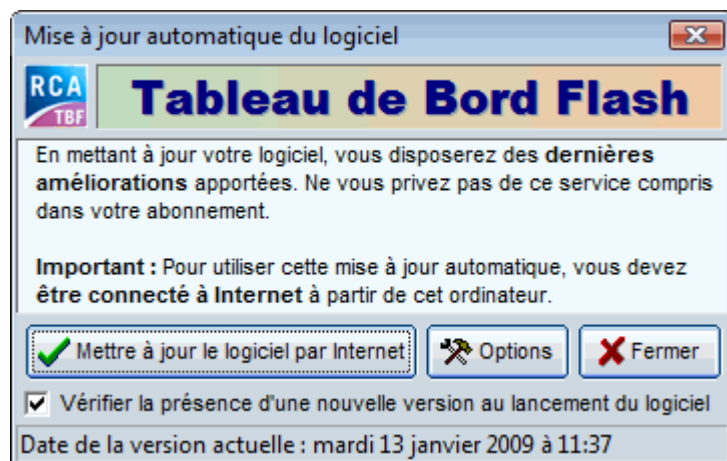 Mise à jour automatique du logiciel
RCA
TBF
Tableau de Bord Flash
En mettant à jour votre logiciel, vous disposerez des dernières
améliorations apportées. Ne vous privez pas de ce service compris
dans votre abonnement.
Important : Pour utiliser cette mise à jour automatique, vous devez
être connecté à Internet à partir de cet ordinateur.
Mettre à jour le logiciel par Internet
Options
Fermer
Vérifier la présence d'une nouvelle version au lancement du logiciel
Date de la version actuelle : mardi 13 janvier 2009 à 11:37